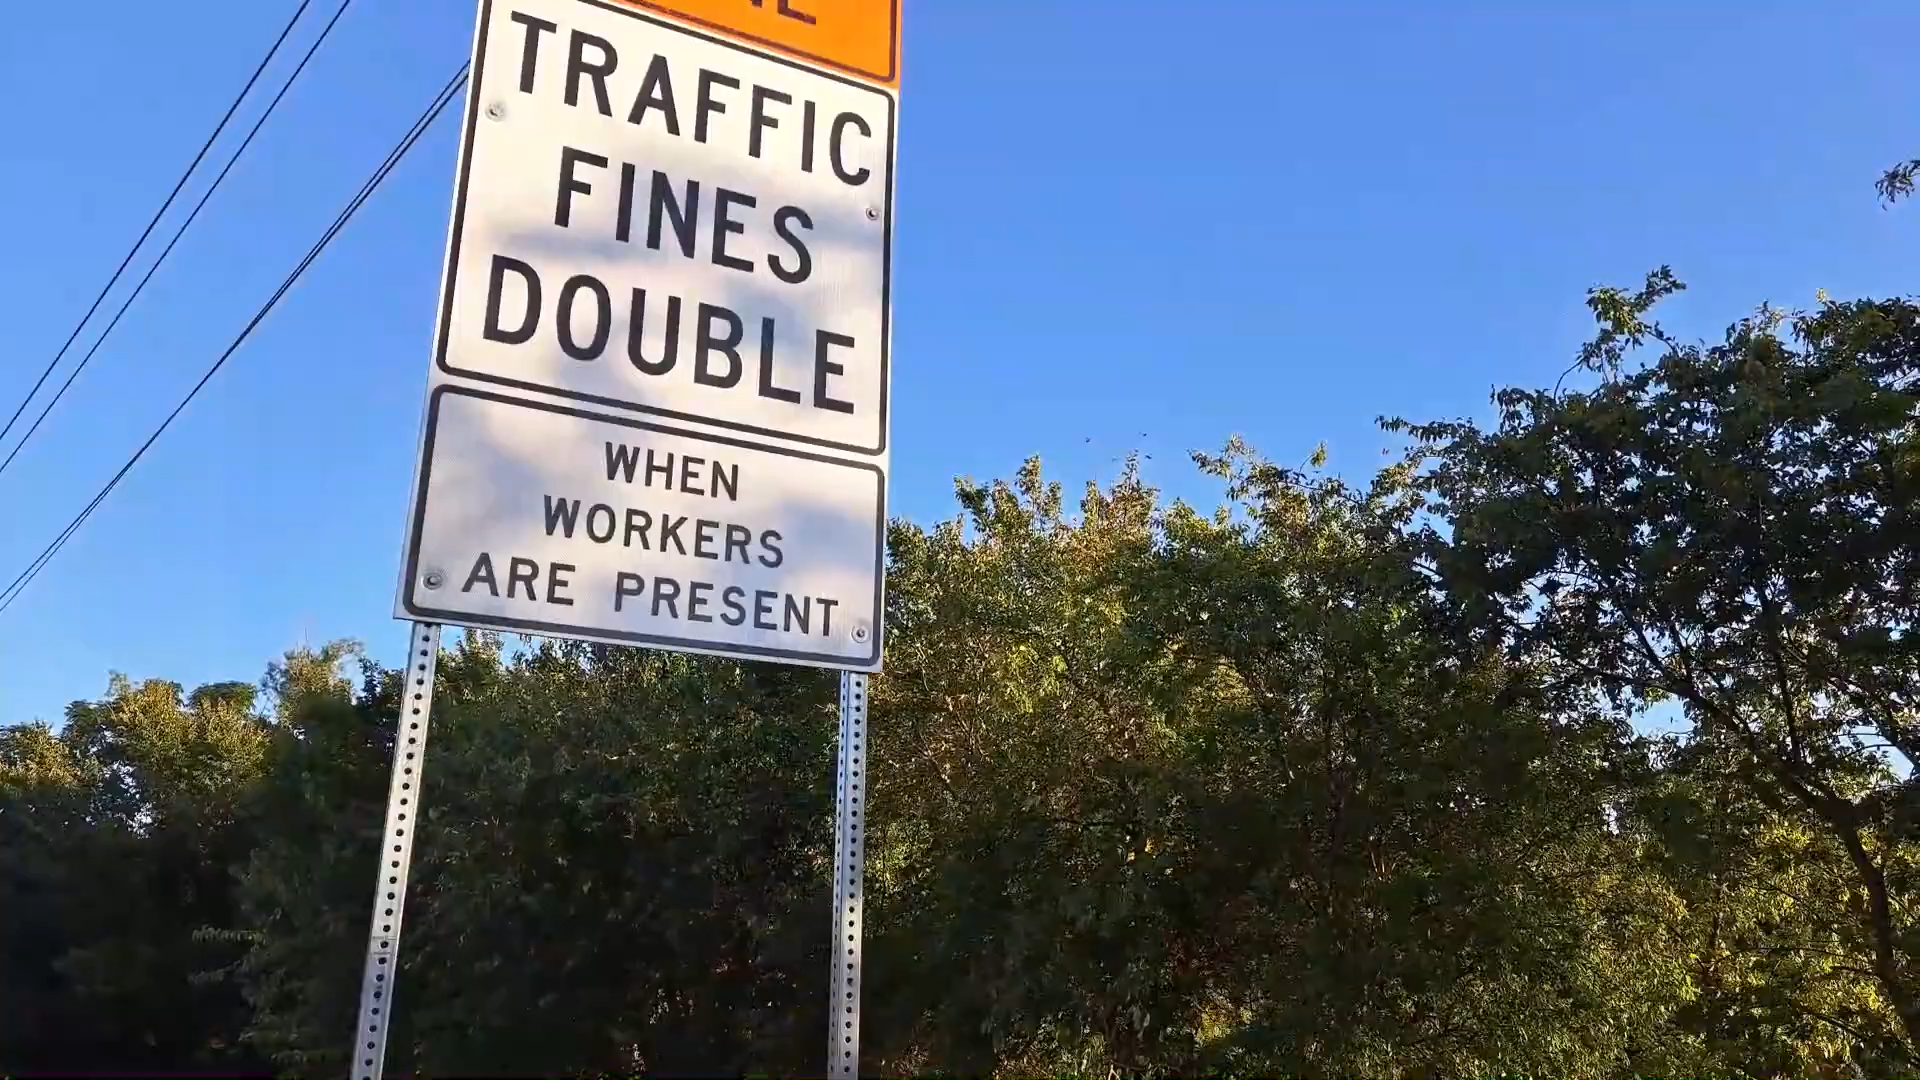 TRAFFIC
FINES
DOUBLE
WHEN
WORKERS
ARE PRESENT